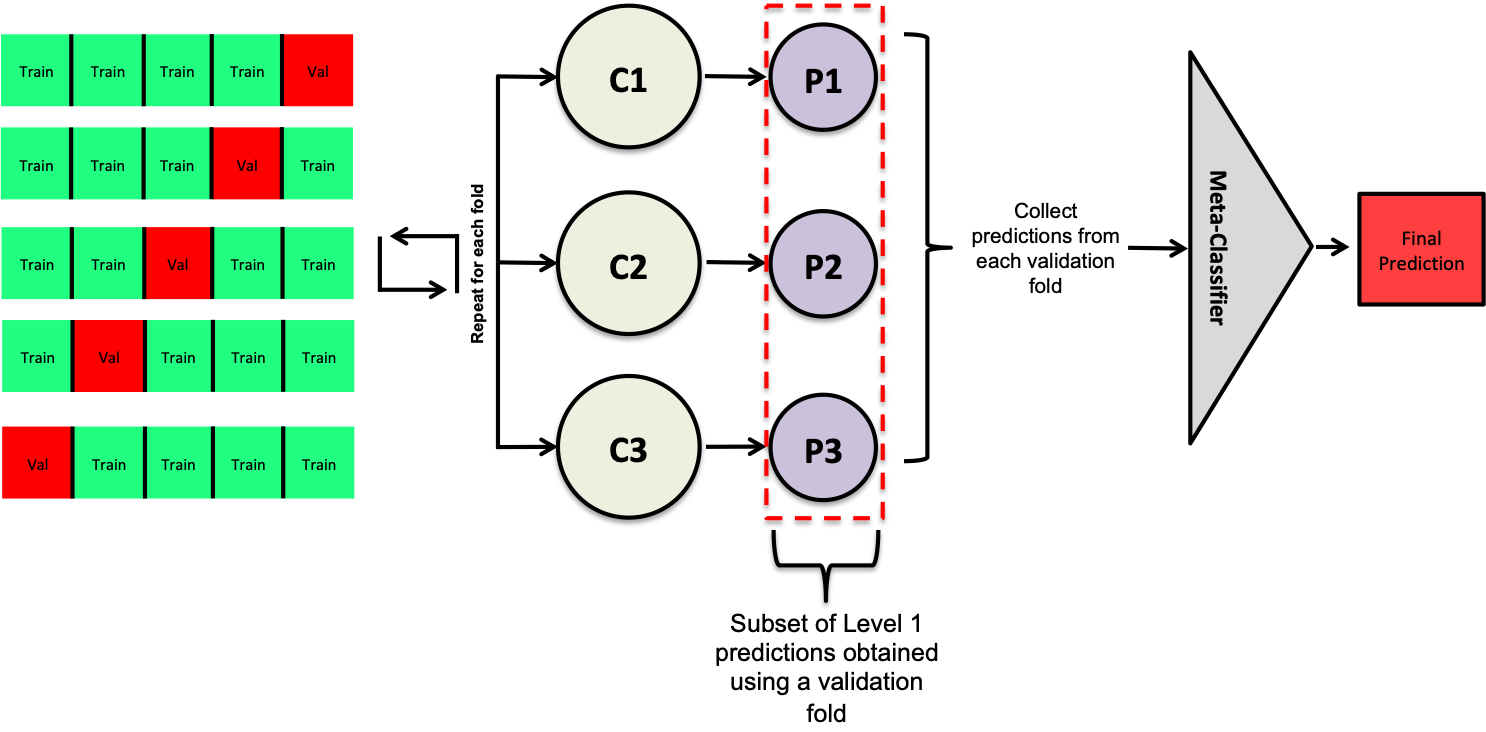 Train Train Train Train Val
Train Train Train Val Train
Train Train Val Train Train
Train Val Train Train Train
Val Train Train Train Train
Repeat for each fold
C1
P1
C2
P2
C3
P3
Subset of Level 1
predictions obtained
using a validation
fold
Collect
predictions from
each validation
fold
Meta-Classifier
Final
Prediction